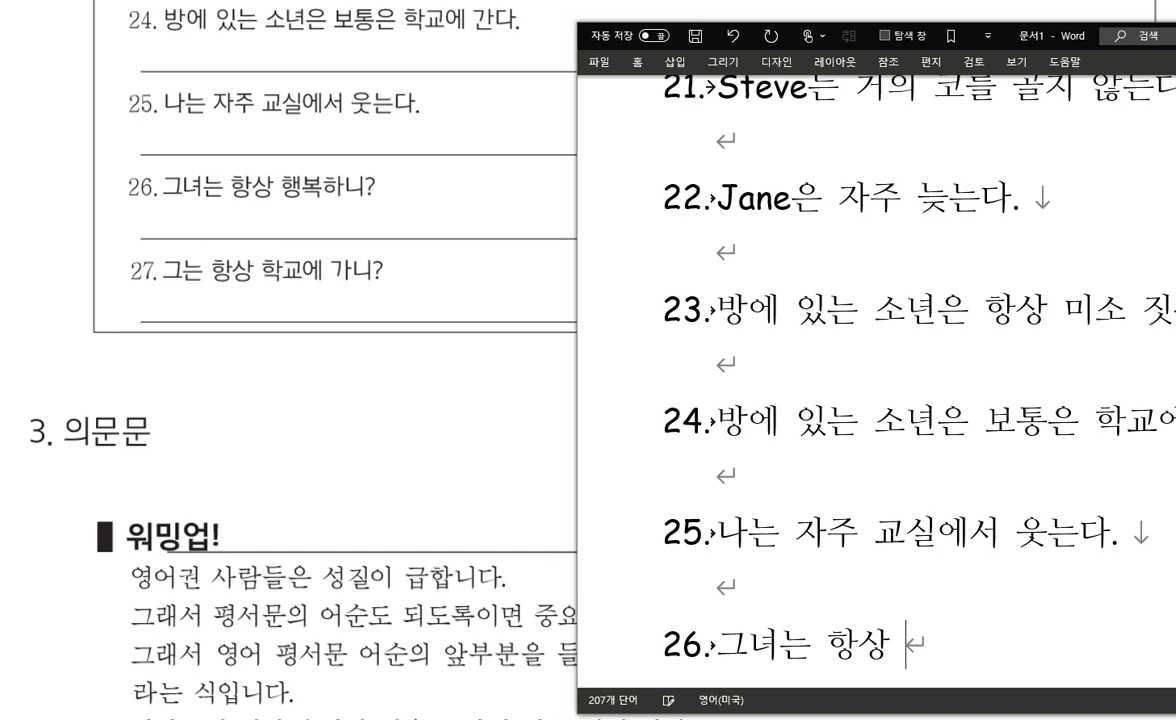 24. 방에 있는 소년은 보통은 학교에 간다.
25. 나는 자주 교실에서 웃는다.
26. 그녀는 항상 행복하니?
27. 그는 항상 학교에 가니?
3. 의문문
워밍업!
영어권 사람들은 성질이 급합니다.
그래서 평서문의 어순도 되도록이면 중요
그래서 영어 평서문 어순의 앞부분을 들
라는 식입니다.
자동 저장 끔 탐색 창 문서1 - Word 검색
파일 홈 삽입 그리기 디자인 레이아웃 참조 편지 검토 보기 도움말
21. Steve는 거의 코를 골지 않는다
22. Jane은 자주 늦는다. ↓
23. 방에 있는 소년은 항상 미소 짓
24. 방에 있는 소년은 보통은 학교에
25. 나는 자주 교실에서 웃는다. ↓
26. 그녀는 항상
207개 단어 영어(미국)